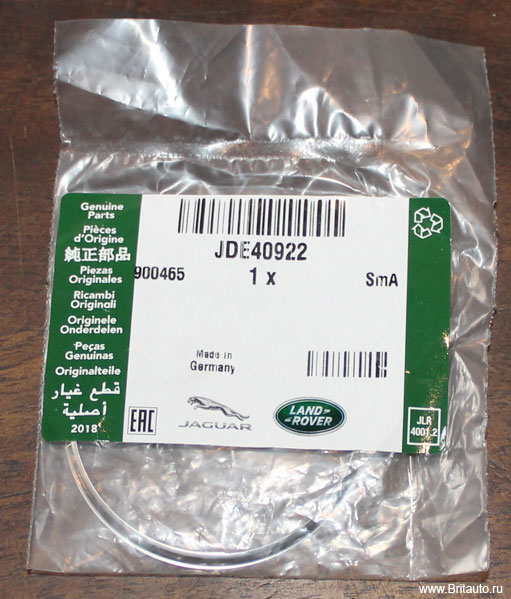 Genuine
Parts
Pièces
d'Origine
純正部品
Piezas
Originales
Ricambi
Originali
Originele
Onderdelen
Peças
Genuinas
Originalteile
قطع غيار
أصلية
2018
JDE40922
900465
1 x
SmA
Made in
Germany
EAC
JAGUAR
LAND-
-ROVER
JLR
4001.2
www.Britauto.ru